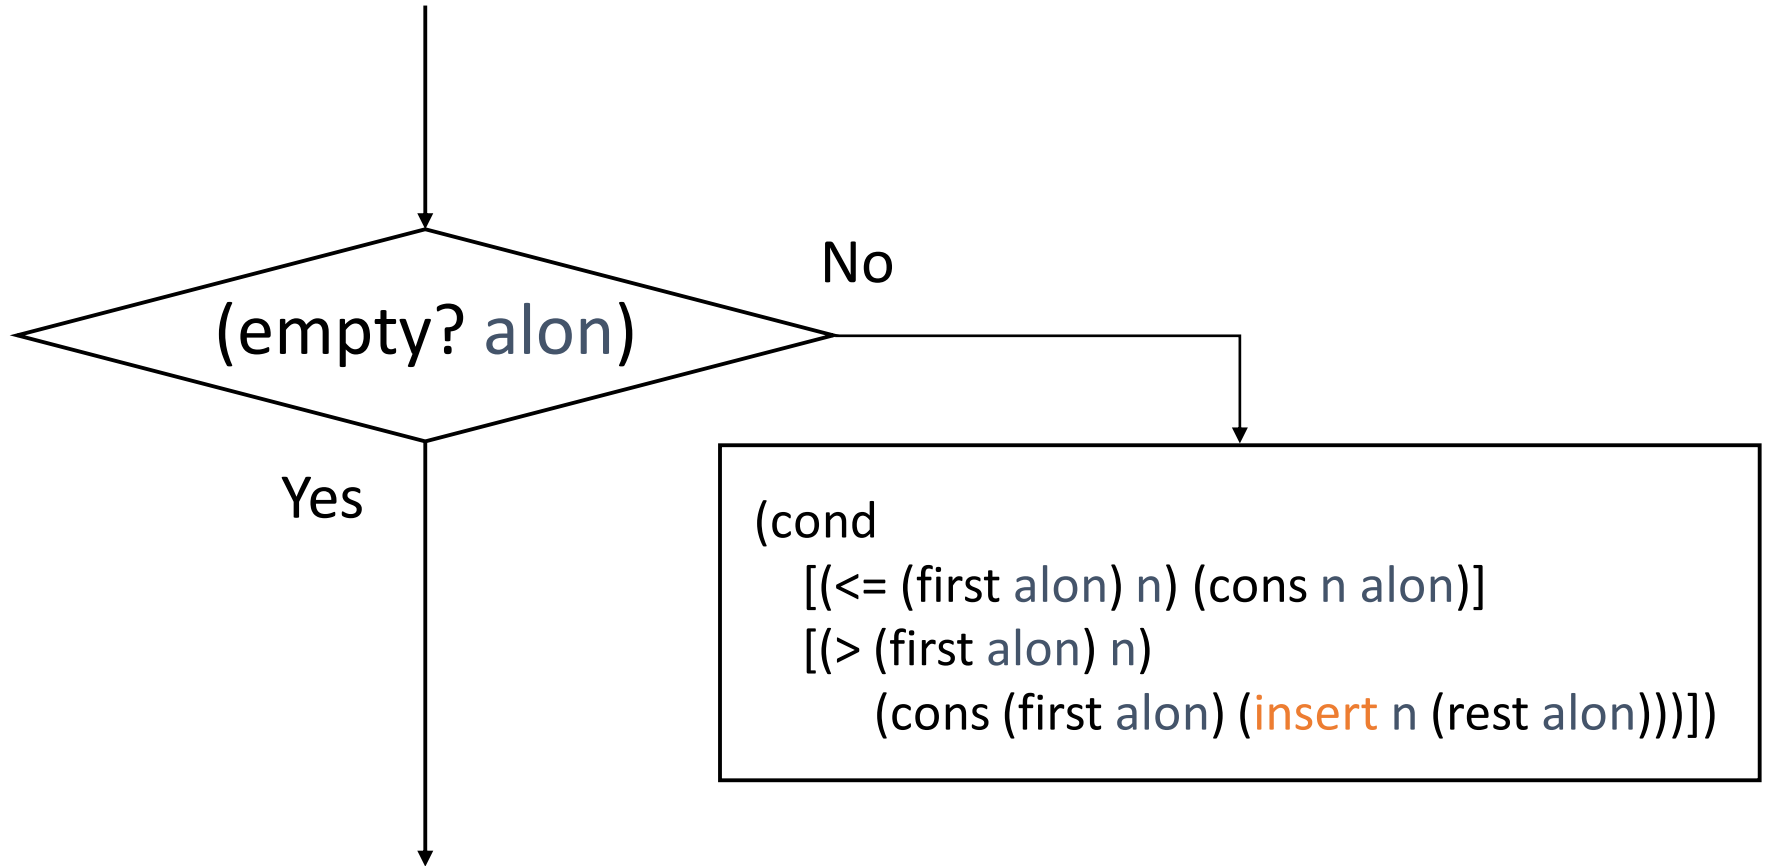 No
(empty? alon)
Yes
(cond
[(<= (first alon) n) (cons n alon)]
[(> (first alon) n)
(cons (first alon) (insert n (rest alon)))])